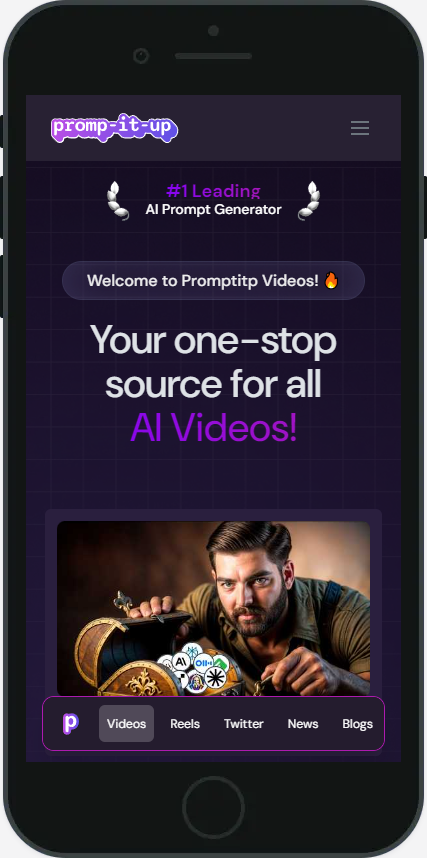 promp-it-up
#1 Leading
AI Prompt Generator
Welcome to Promptitp Videos! 🔥
Your one-stop
source for all
AI Videos!
AI
p Videos Reels Twitter News Blogs